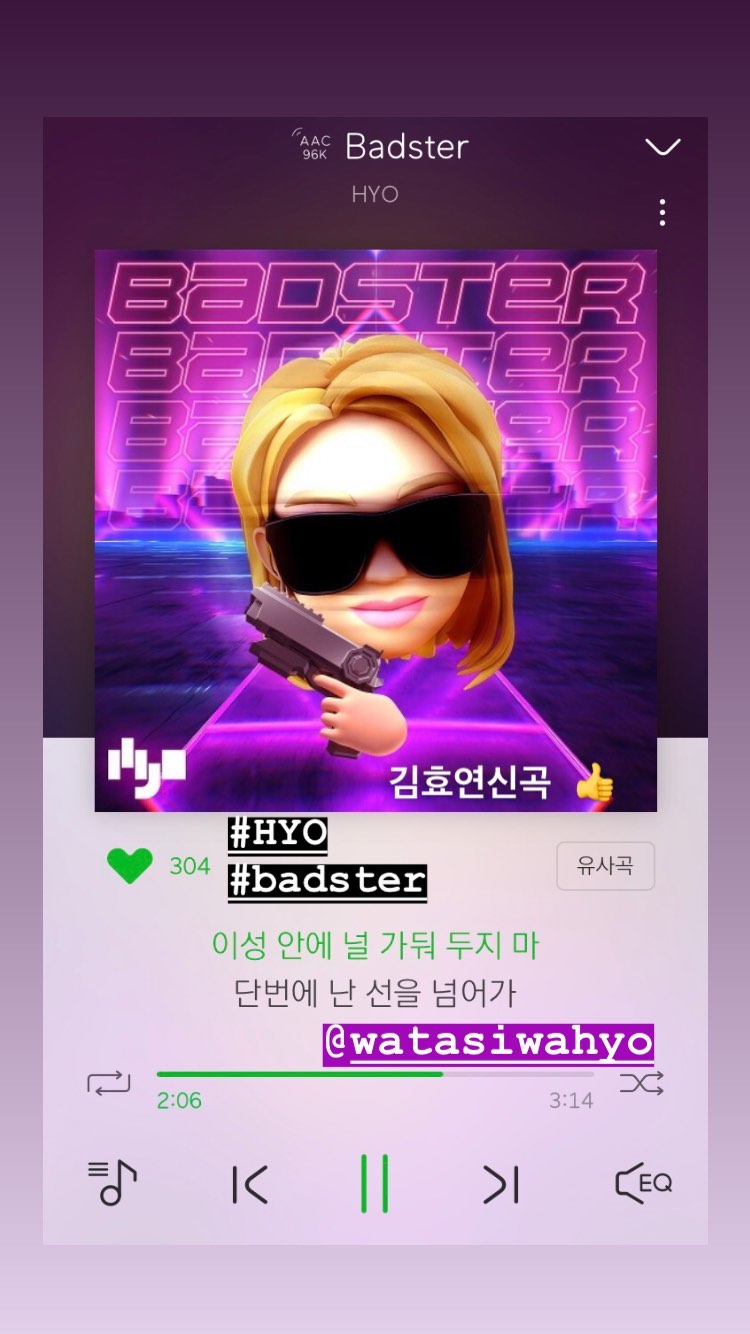 AAC
96K
Badster
HYO
BADSTER
BADSTER
BADSTER
BADSTER
Hyo
김효연신곡 👍
304
#HYO
#badster
유사곡
이성 안에 널 가둬 두지 마
단번에 난 선을 넘어가
@watasiwahyo
2:06
3:14
EQ